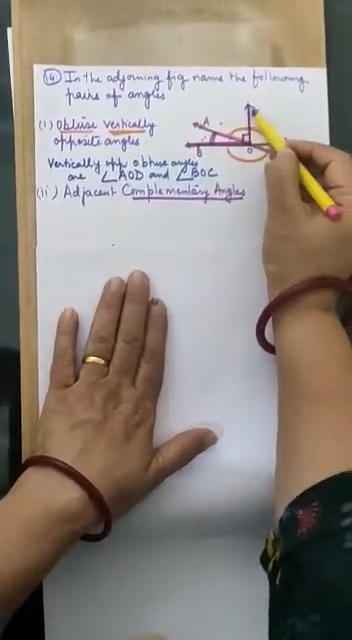 14 In the adjoining fig name the following
pairs of angles
(i) Obtuse vertically
opposite angles
A
B
O
Vertically opp obtuse angles
are ∠AOD and ∠BOC
(ii) Adjacent Complementary Angles